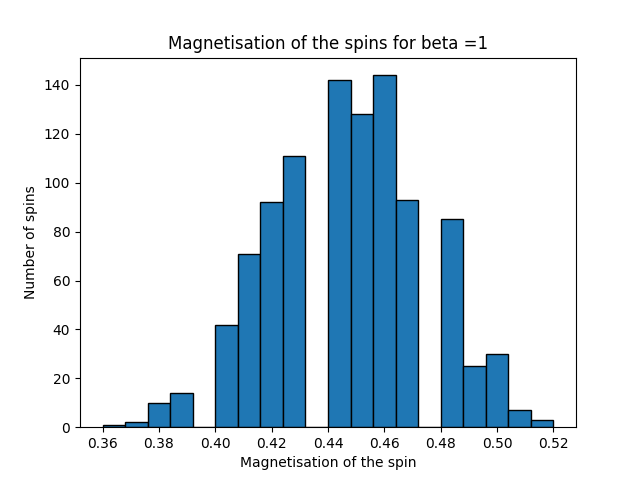 Magnetisation of the spins for beta =1
140
120
100
80
60
40
20
0
Number of spins
0.36 0.38 0.40 0.42 0.44 0.46 0.48 0.50 0.52
Magnetisation of the spin